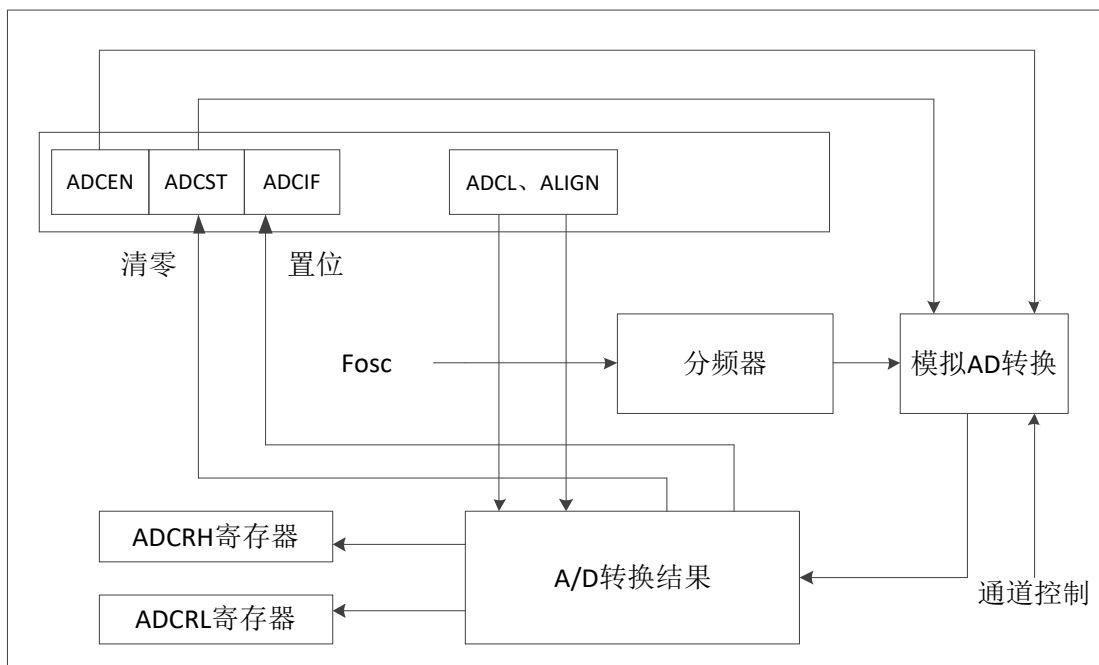 ADCEN
ADCST
ADCIF
ADCL、ALIGN
清零
置位
Fosc
分频器
模拟AD转换
ADCRH寄存器
A/D转换结果
通道控制
ADCRL寄存器